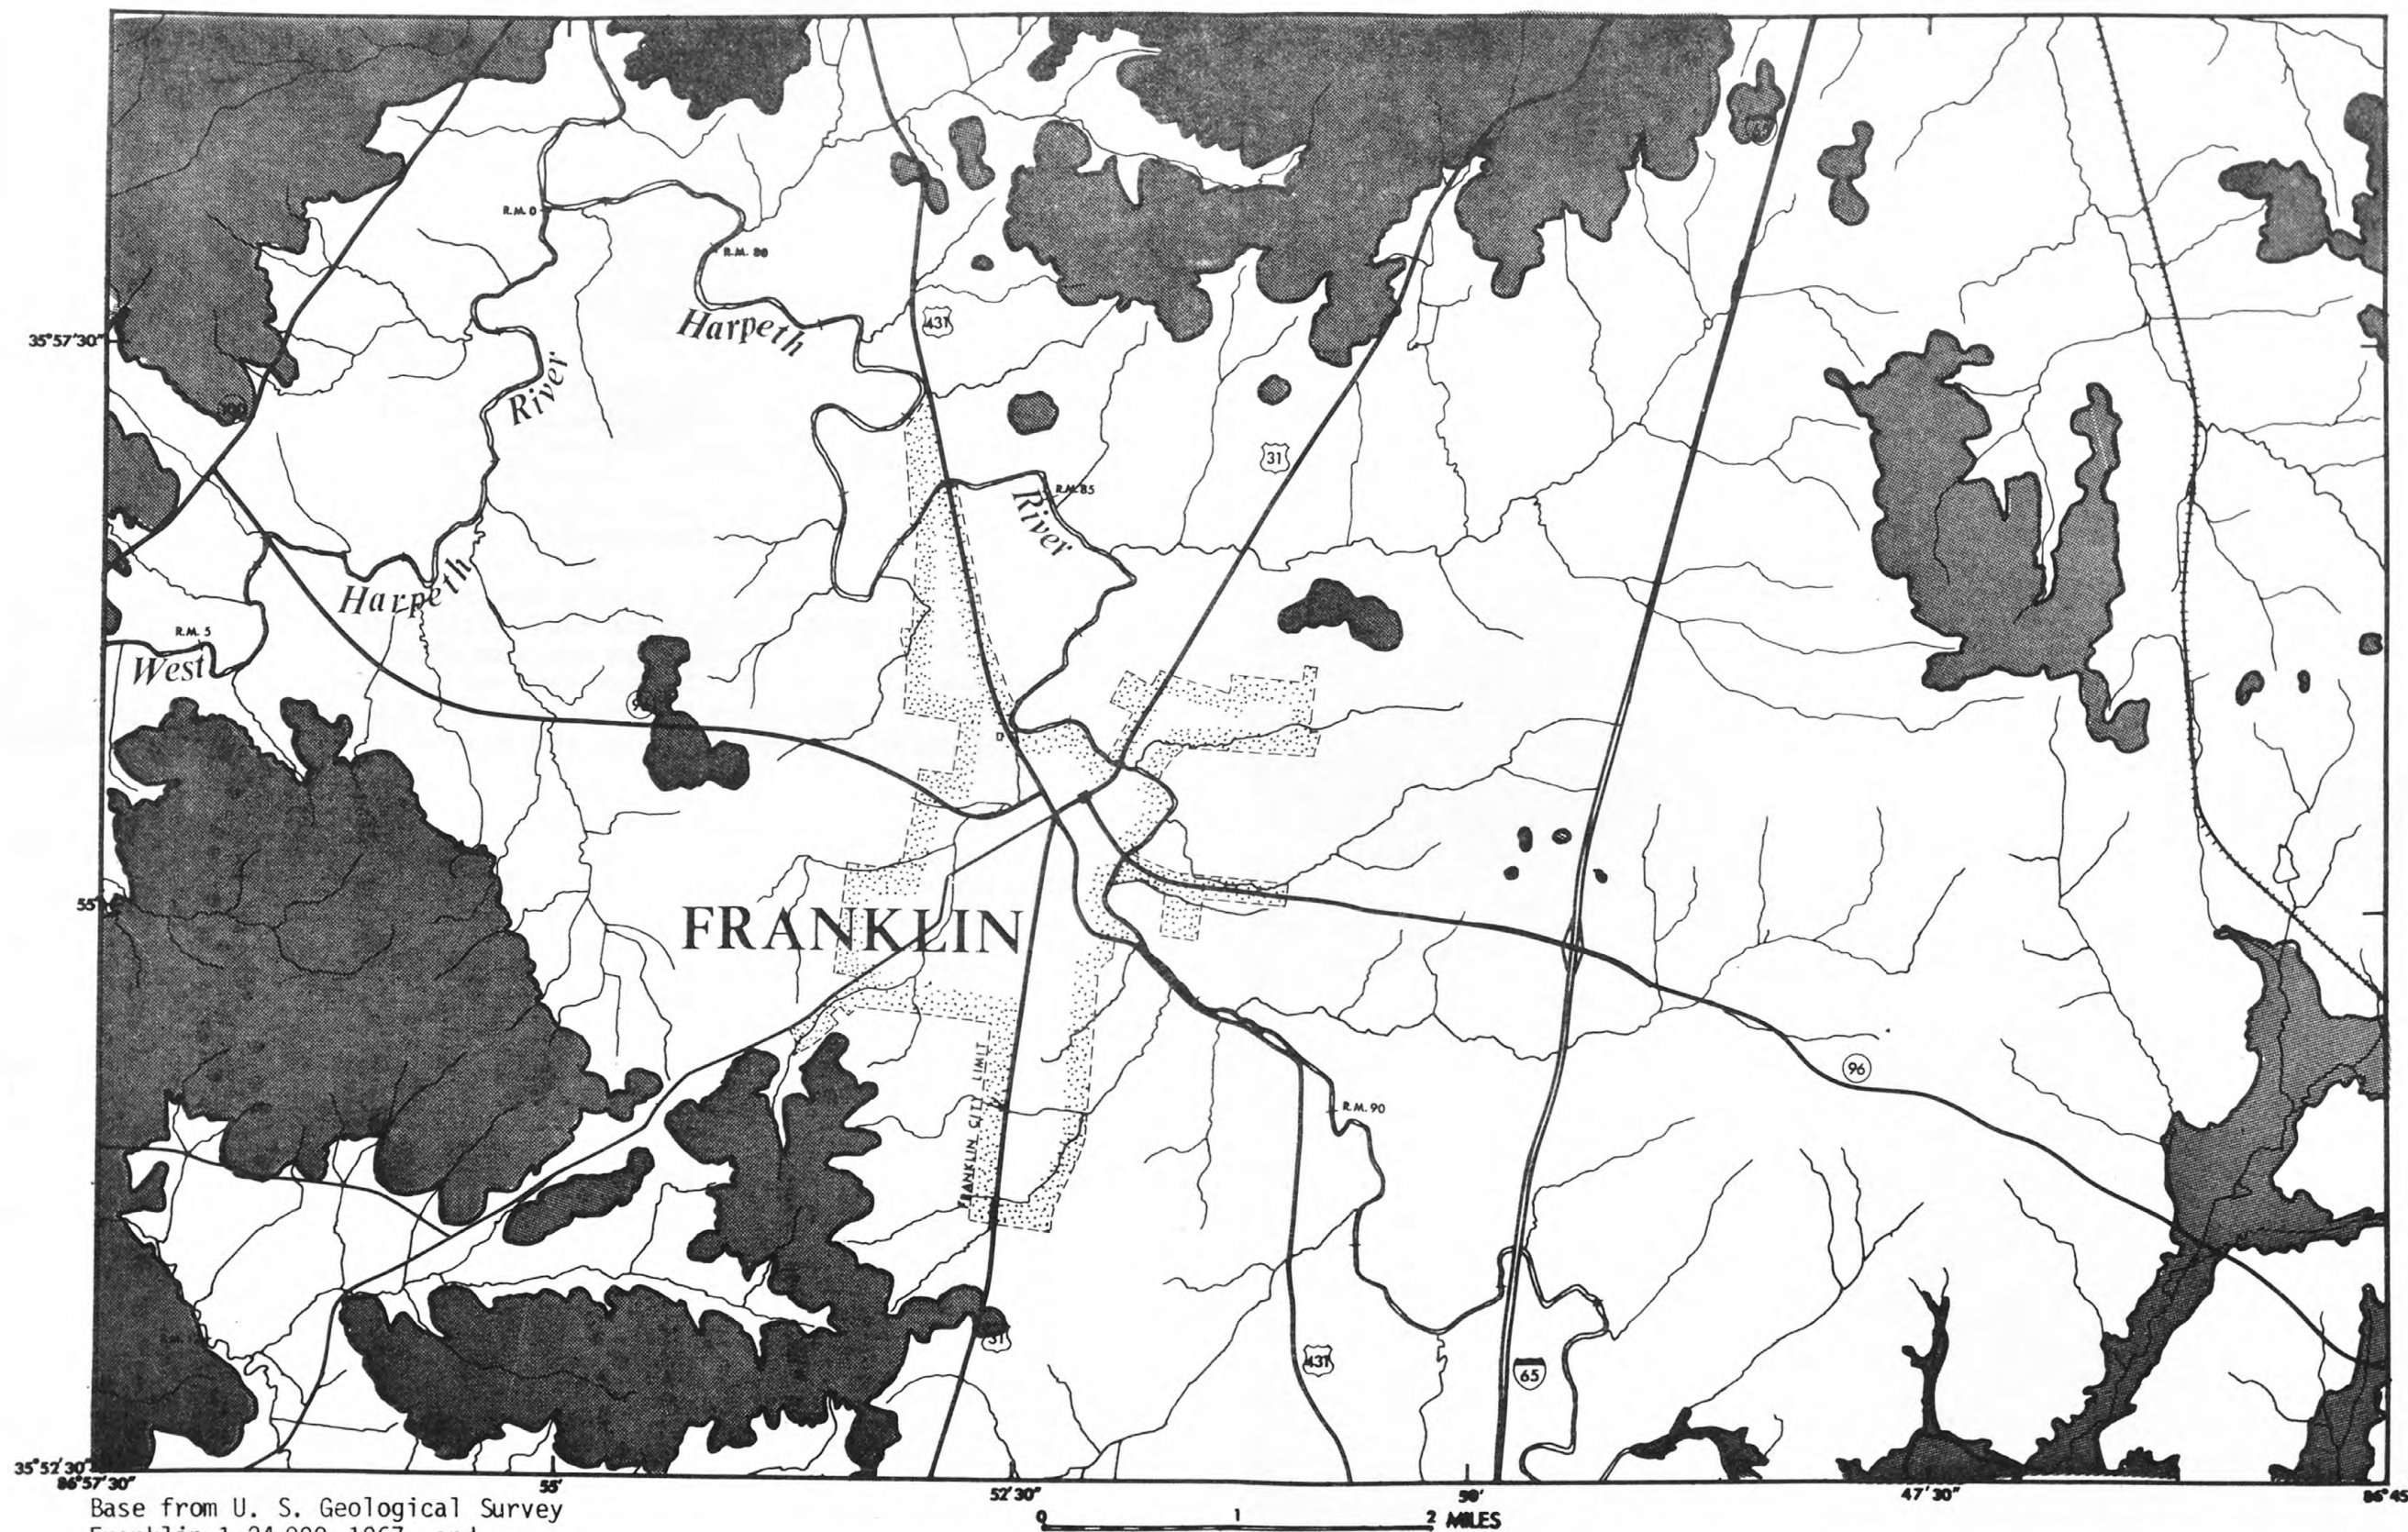 R.M. 0
R.M. 80
431
Harpeth
35°57'30"
River
100
31
R.M. 85
River
Harpeth
R.M. 5
West
55'
FRANKLIN
FRANKLIN CITY LIMIT
96
R.M. 90
31
431
65
35°52'30"
86°57'30"
55'
52'30"
50'
47'30"
86°45'
Base from U. S. Geological Survey
0 1 2 MILES